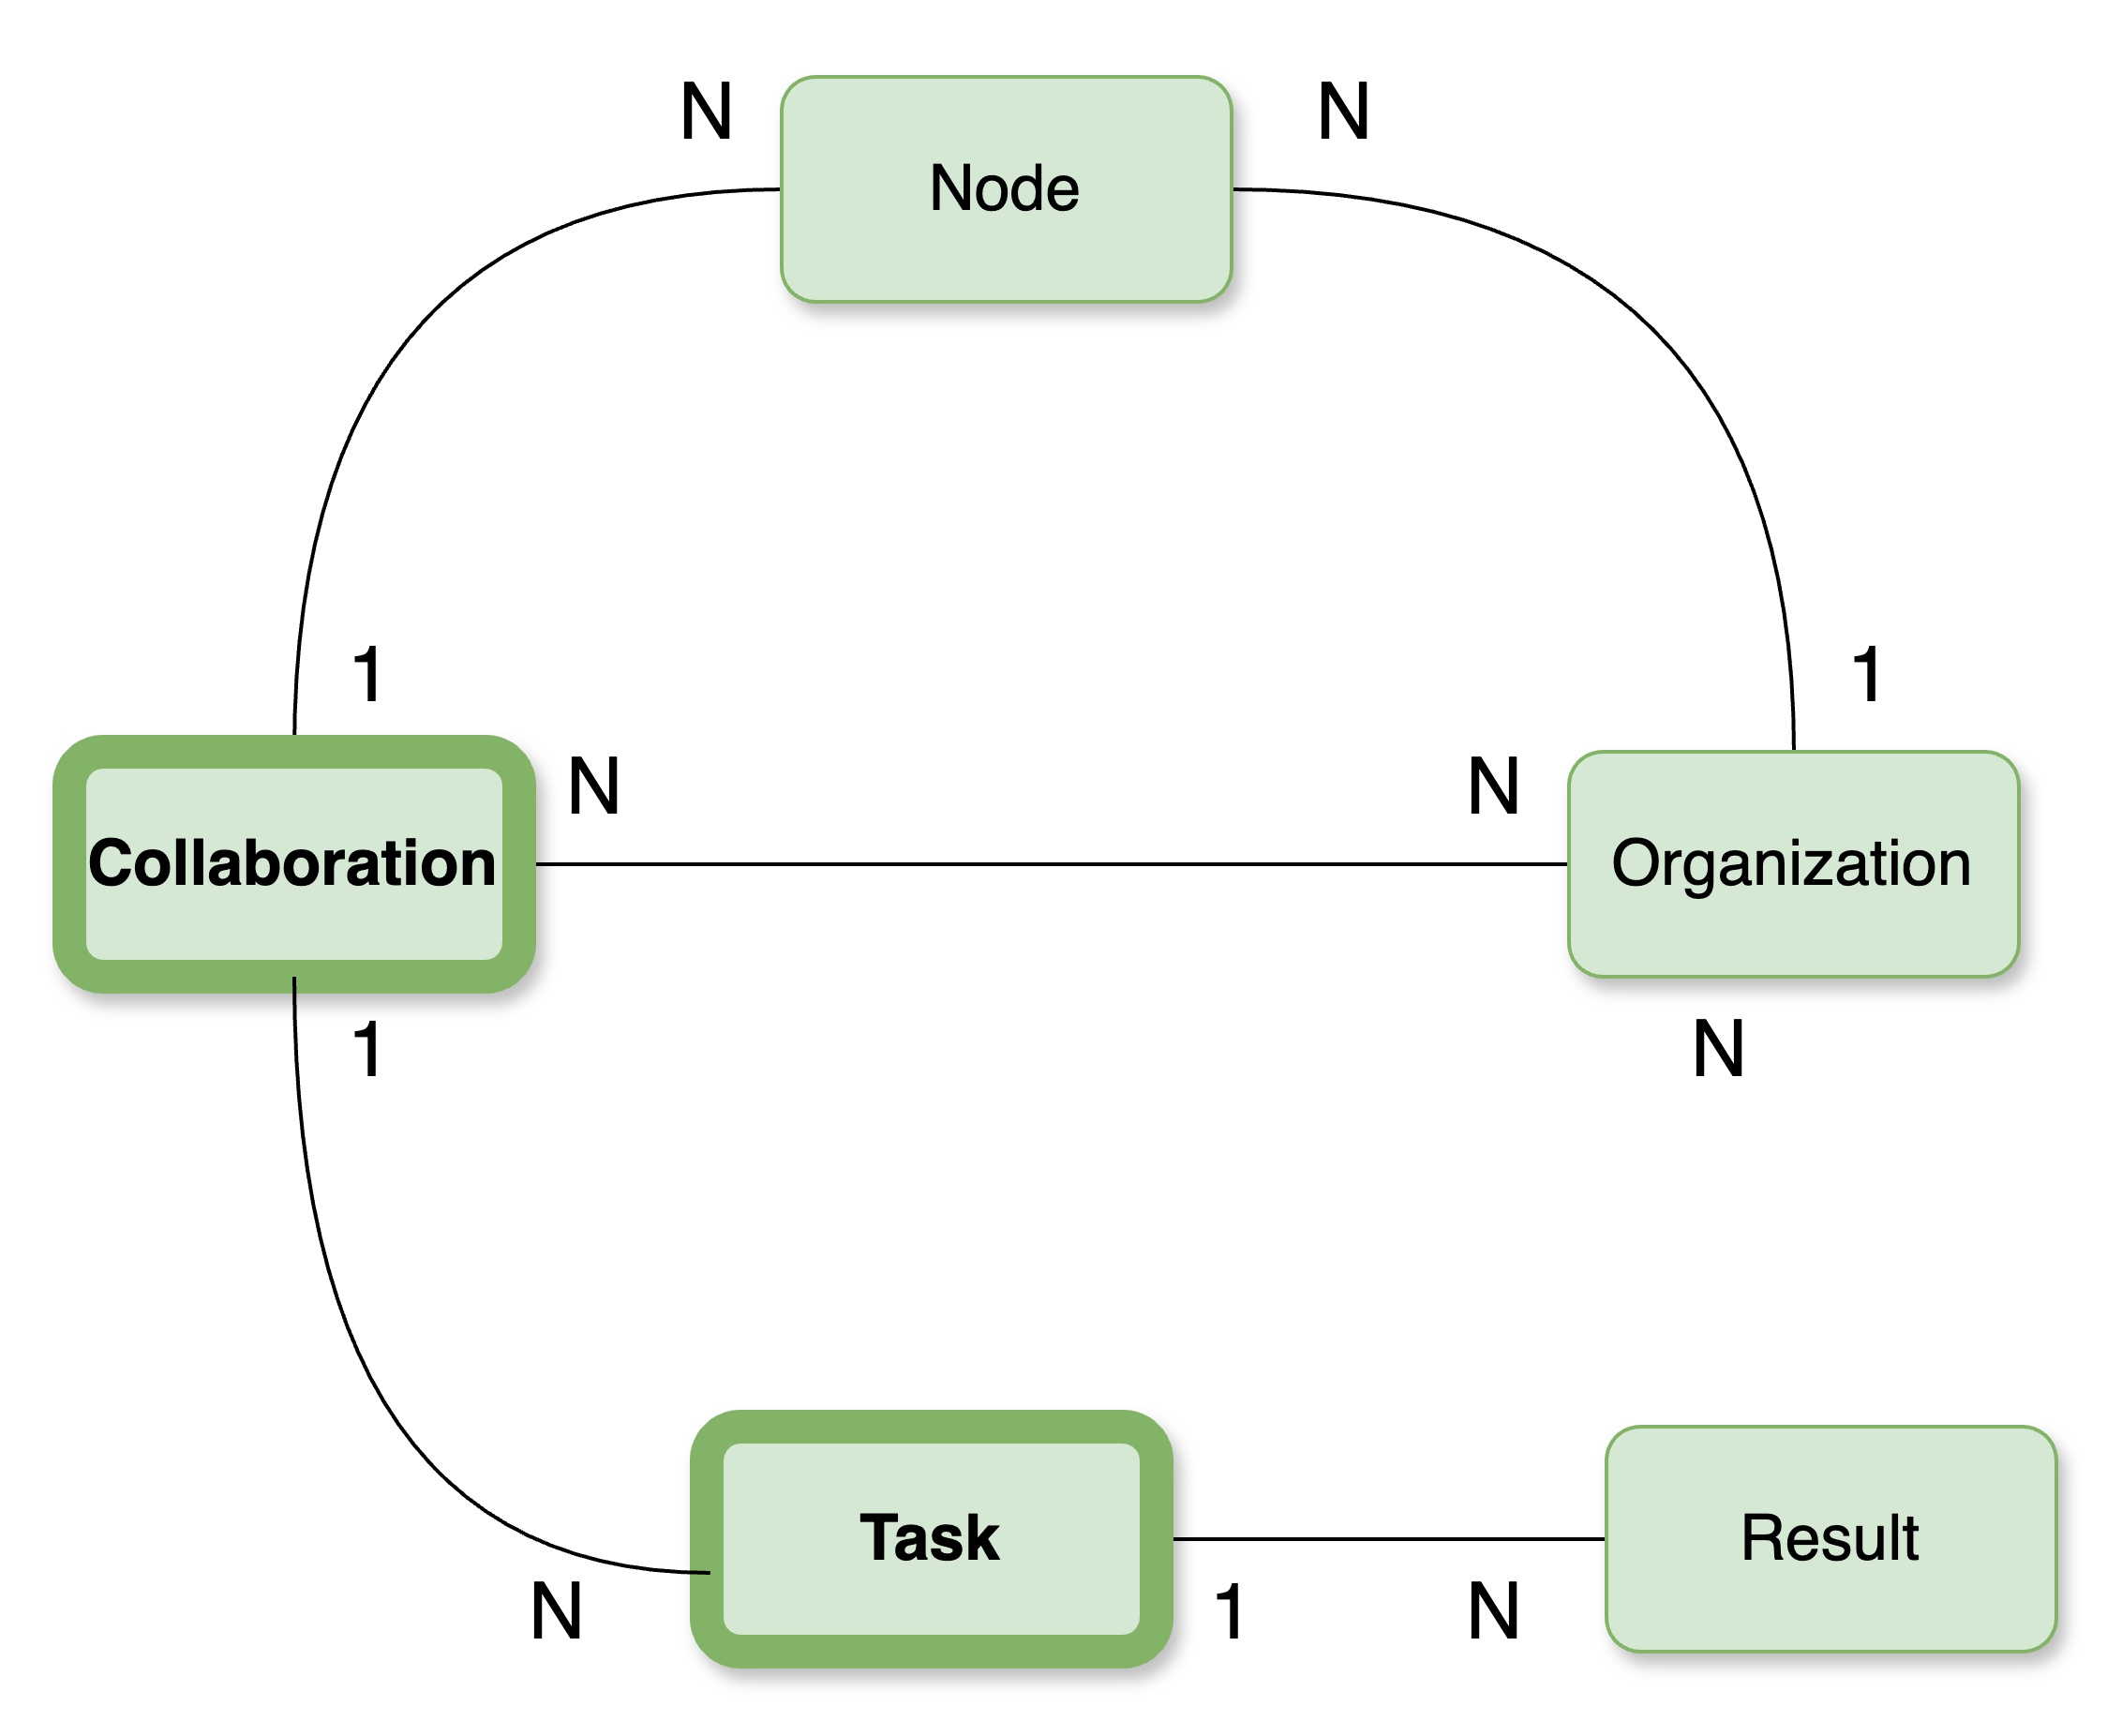 N
Node
N
1
1
N
N
Collaboration
Organization
1
N
Task
Result
N
1
N